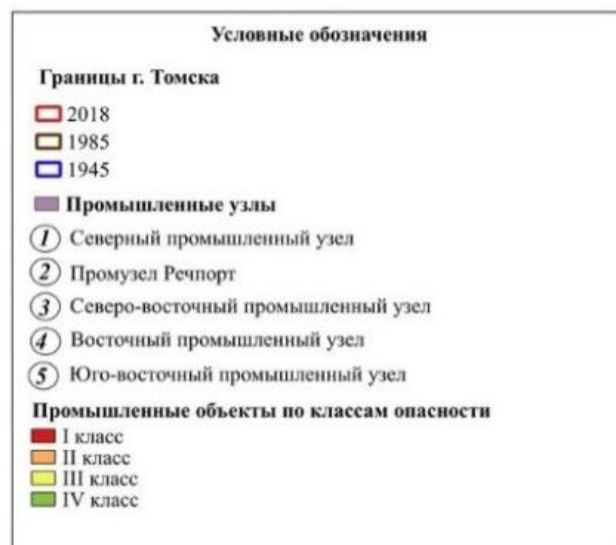 Условные обозначения
Границы г. Томска
2018
1985
1945
Промышленные узлы
1 Северный промышленный узел
2 Промузел Речпорт
3 Северо-восточный промышленный узел
4 Восточный промышленный узел
5 Юго-восточный промышленный узел
Промышленные объекты по классам опасности
I класс
II класс
III класс
IV класс